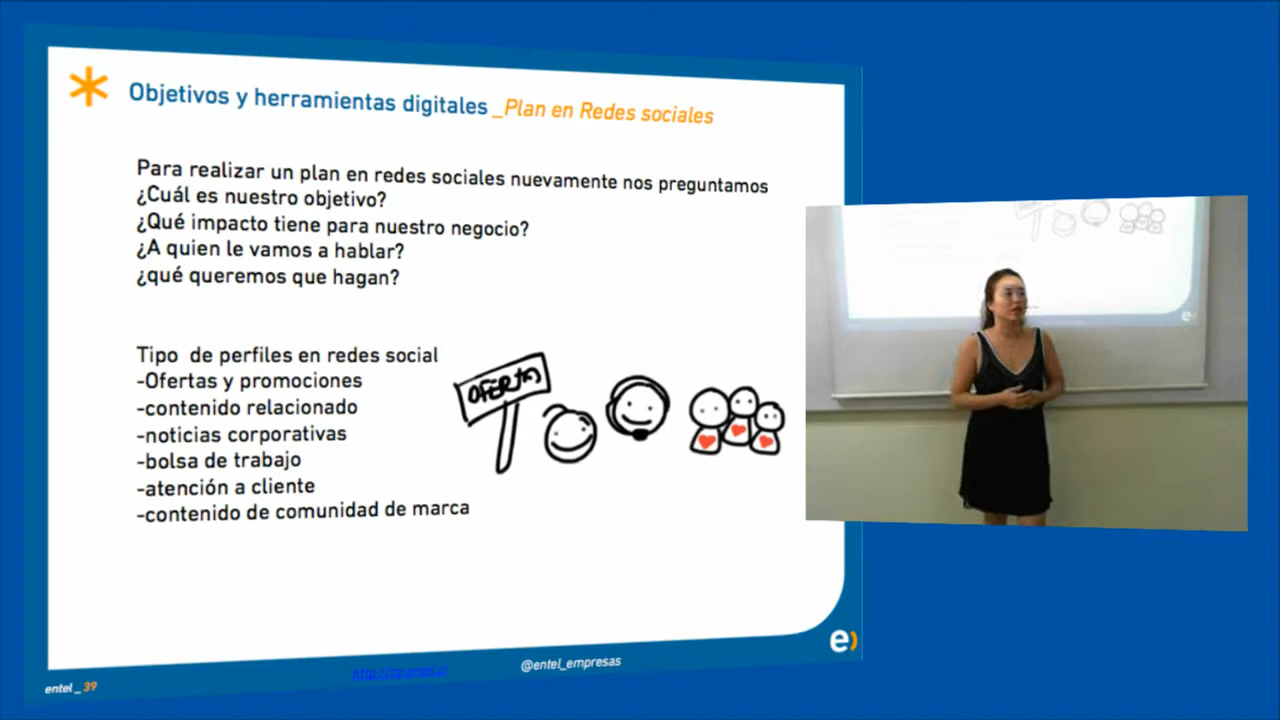 Objetivos y herramientas digitales _Plan en Redes sociales
Para realizar un plan en redes sociales nuevamente nos preguntamos
¿Cuál es nuestro objetivo?
¿Qué impacto tiene para nuestro negocio?
¿A quien le vamos a hablar?
¿qué queremos que hagan?
Tipo de perfiles en redes social
-Ofertas y promociones
-contenido relacionado
-noticias corporativas
-bolsa de trabajo
-atención a cliente
-contenido de comunidad de marca
OFERTAS
e)
@entel_empresas
entel _ 39